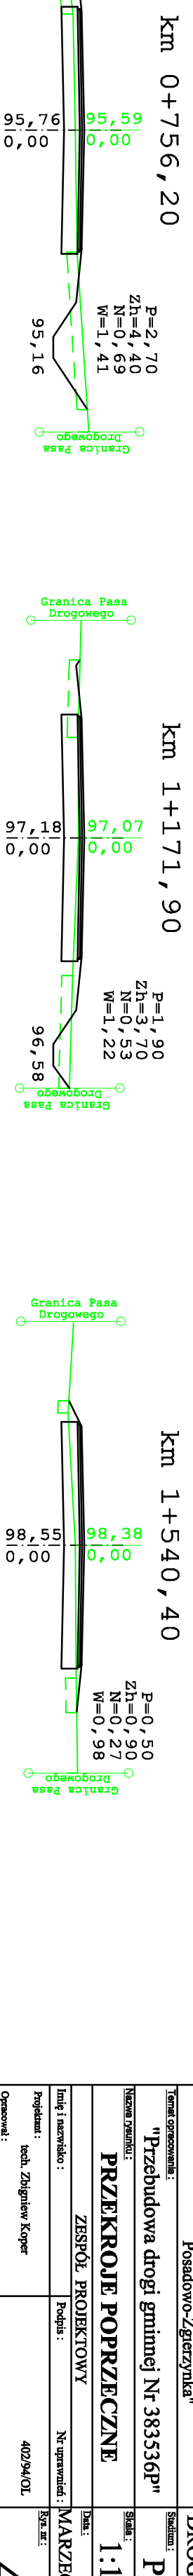 km 0+756,20
95,76
95,59
0,00
0,00
P=2,70
Zh=4,40
N=0,69
W=1,41
95,16
Granica Pasa
Drogowego
km 1+171,90
Granica Pasa
Drogowego
97,18
97,07
0,00
0,00
P=1,90
Zh=3,70
N=0,53
W=1,22
96,58
Granica Pasa
Drogowego
km 1+540,40
Granica Pasa
Drogowego
98,55
98,38
0,00
0,00
P=0,50
Zh=0,90
N=0,27
W=0,98
Granica Pasa
Drogowego
Posadowo-Zgierzynka"
Temat opracowania :
Stadium :
"Przebudowa drogi gminnej Nr 383536P"
Nazwa rysunku :
Skala :
PRZEKROJE POPRZECZNE
ZESPÓŁ PROJEKTOWY
Data :
Imię i nazwisko :
Podpis :
Nr uprawnień :
Projektant :
tech. Zbigniew Koper
402/94/OL
Rys. nr :
Opracował :